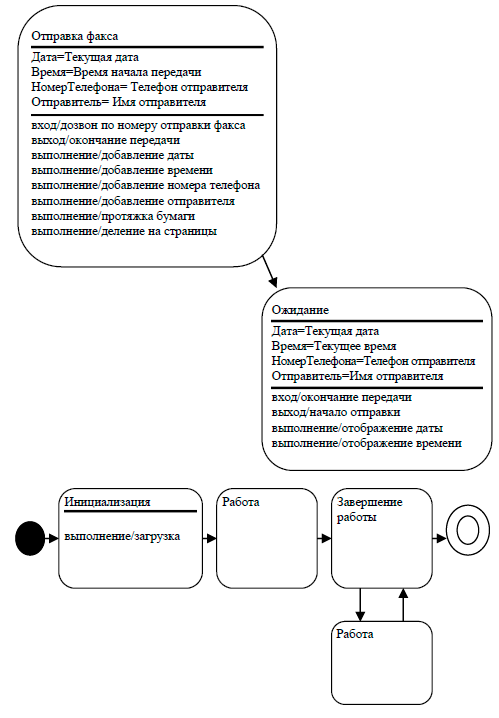 Отправка факса
Дата=Текущая дата
Время=Время начала передачи
НомерТелефона= Телефон отправителя
Отправитель= Имя отправителя
вход/дозвон по номеру отправки факса
выход/окончание передачи
выполнение/добавление даты
выполнение/добавление времени
выполнение/добавление номера телефона
выполнение/добавление отправителя
выполнение/протяжка бумаги
выполнение/деление на страницы
Ожидание
Дата=Текущая дата
Время=Текущее время
НомерТелефона=Телефон отправителя
Отправитель=Имя отправителя
вход/окончание передачи
выход/начало отправки
выполнение/отображение даты
выполнение/отображение времени
Инициализация
выполнение/загрузка
Работа
Завершение
работы
Работа